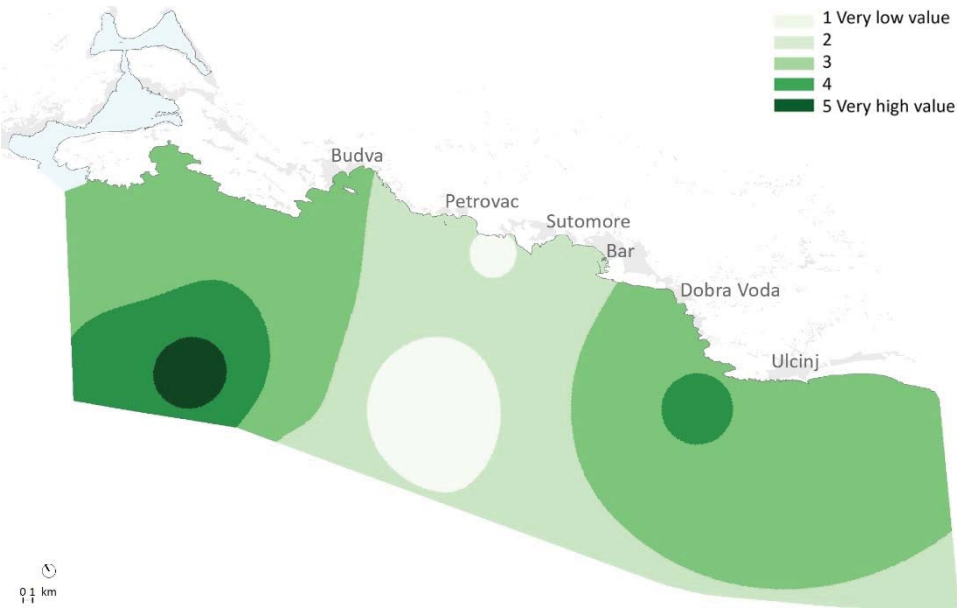 1 Very low value
2
3
4
5 Very high value
Budva
Petrovac
Sutomore
Bar
Dobra Voda
Ulcinj
0 1 km